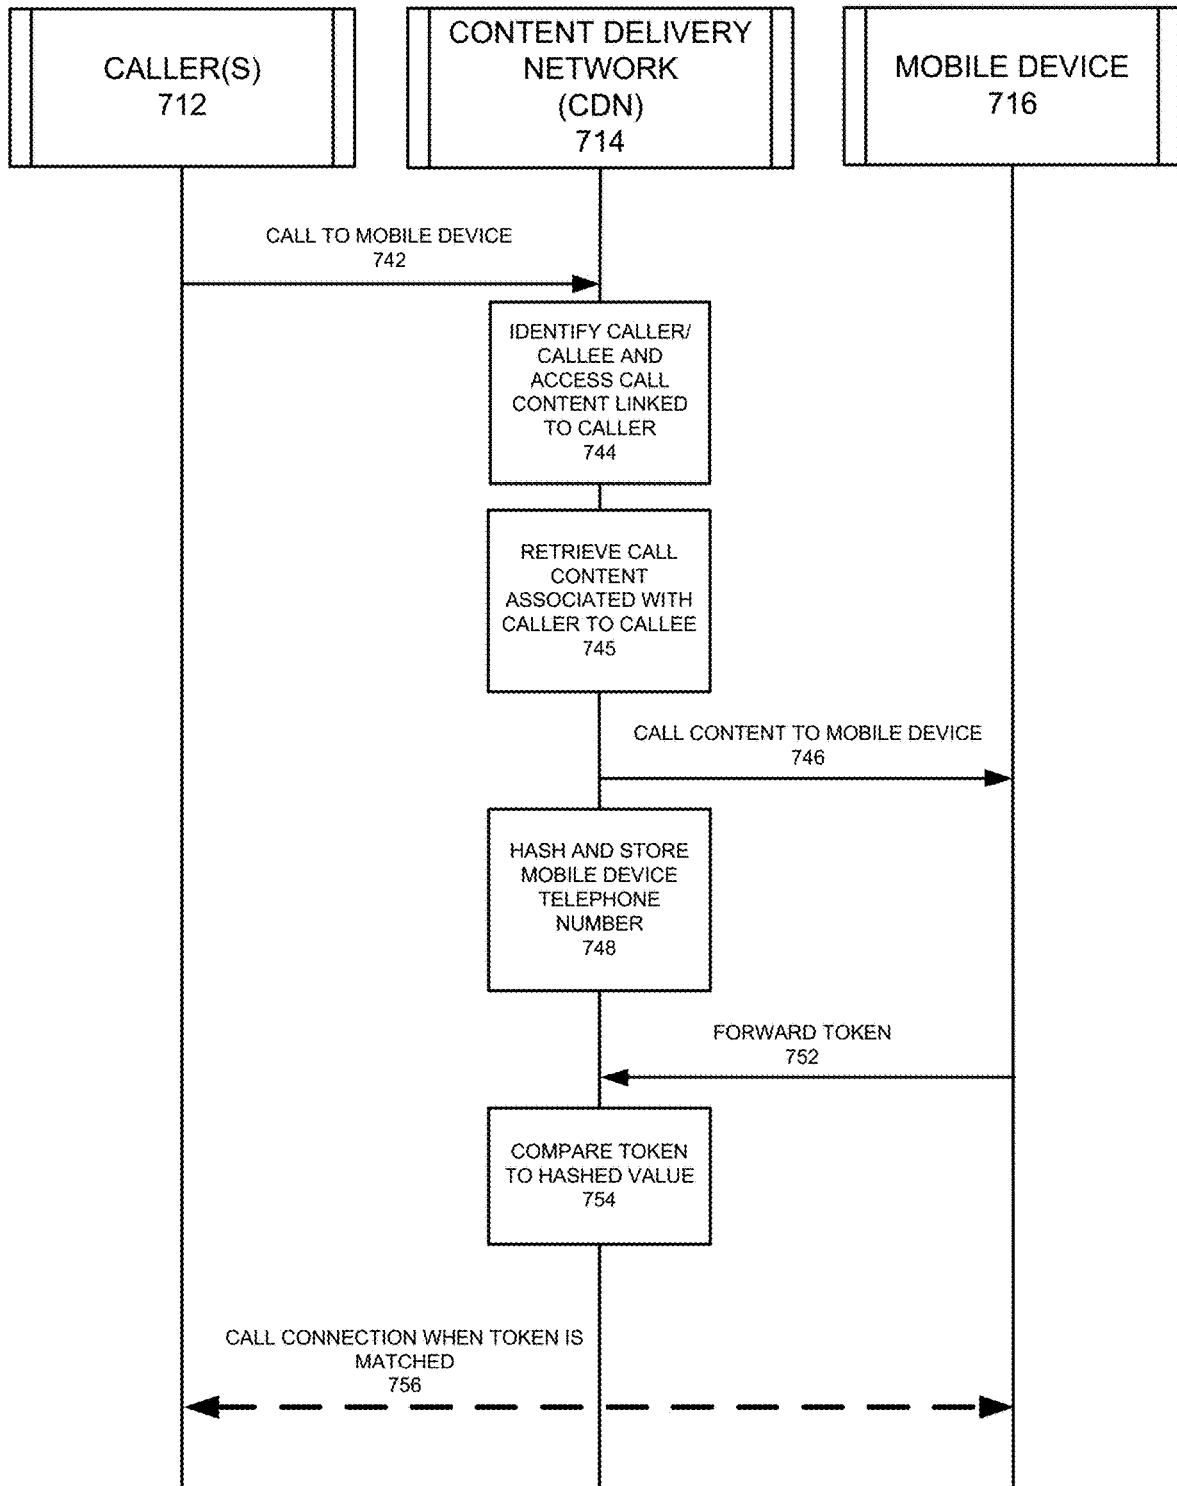 CALLER(S)
712
CONTENT DELIVERY
NETWORK
(CDN)
714
MOBILE DEVICE
716
CALL TO MOBILE DEVICE
742
IDENTIFY CALLER/
CALLEE AND
ACCESS CALL
CONTENT LINKED
TO CALLER
744
RETRIEVE CALL
CONTENT
ASSOCIATED WITH
CALLER TO CALLEE
745
CALL CONTENT TO MOBILE DEVICE
746
HASH AND STORE
MOBILE DEVICE
TELEPHONE
NUMBER
748
FORWARD TOKEN
752
COMPARE TOKEN
TO HASHED VALUE
754
CALL CONNECTION WHEN TOKEN IS
MATCHED
756